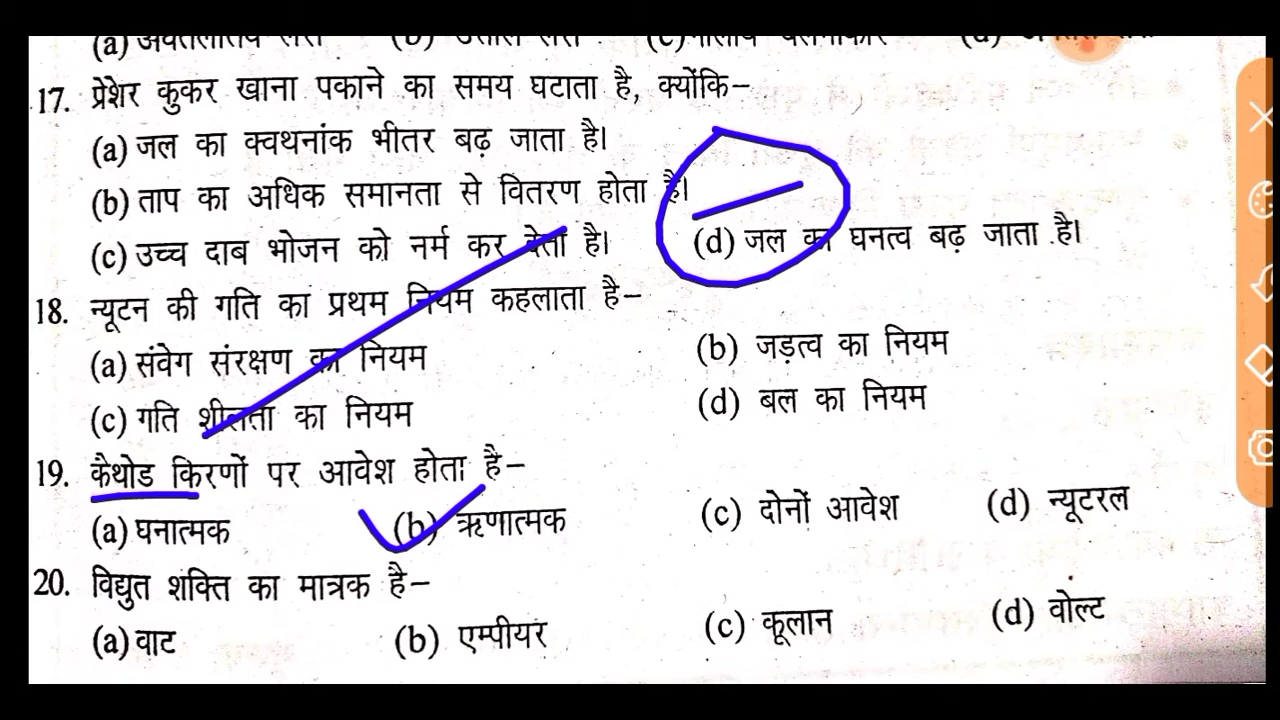 17. प्रेशर कुकर खाना पकाने का समय घटाता है, क्योंकि–
(a) जल का क्वथनांक भीतर बढ़ जाता है।
(b) ताप का अधिक समानता से वितरण होता है।
(c) उच्च दाब भोजन को नर्म कर देता है। (d) जल का घनत्व बढ़ जाता है।
18. न्यूटन की गति का प्रथम नियम कहलाता है–
(a) संवेग संरक्षण का नियम (b) जड़त्व का नियम
(c) गति शीलता का नियम (d) बल का नियम
19. कैथोड किरणों पर आवेश होता है–
(a) घनात्मक (b) ऋणात्मक (c) दोनों आवेश (d) न्यूटरल
20. विद्युत शक्ति का मात्रक है–
(a) वाट (b) एम्पीयर (c) कूलान (d) वोल्ट